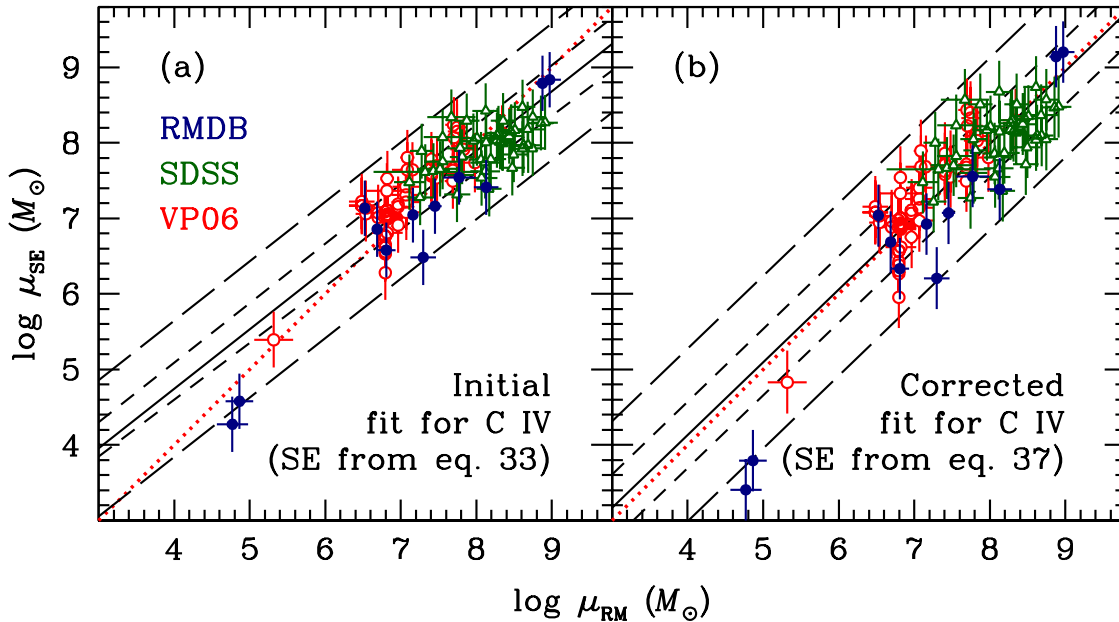 (a)
RMDB
SDSS
VP06
Initial
fit for C IV
(SE from eq. 33)
(b)
Corrected
fit for C IV
(SE from eq. 37)
9
8
7
6
5
4
4 5 6 7 8 9
4 5 6 7 8 9
log μSE (M⊙)
log μRM (M⊙)